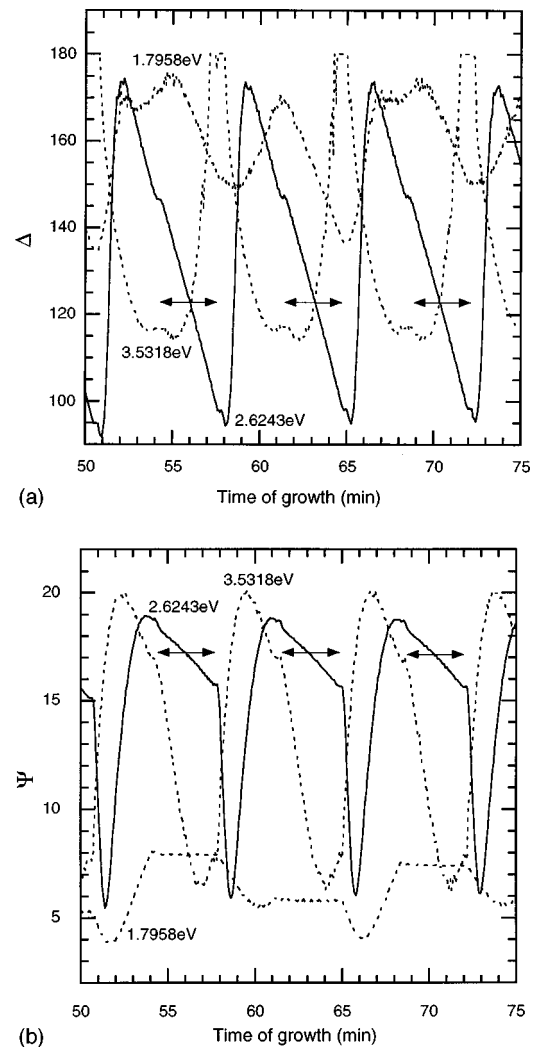 180
1.7958eV
160
140
Δ
120
3.5318eV
100
2.6243eV
50 55 60 65 70 75
(a) Time of growth (min)
3.5318eV
20
2.6243eV
15
Ψ
10
5
1.7958eV
50 55 60 65 70 75
(b) Time of growth (min)